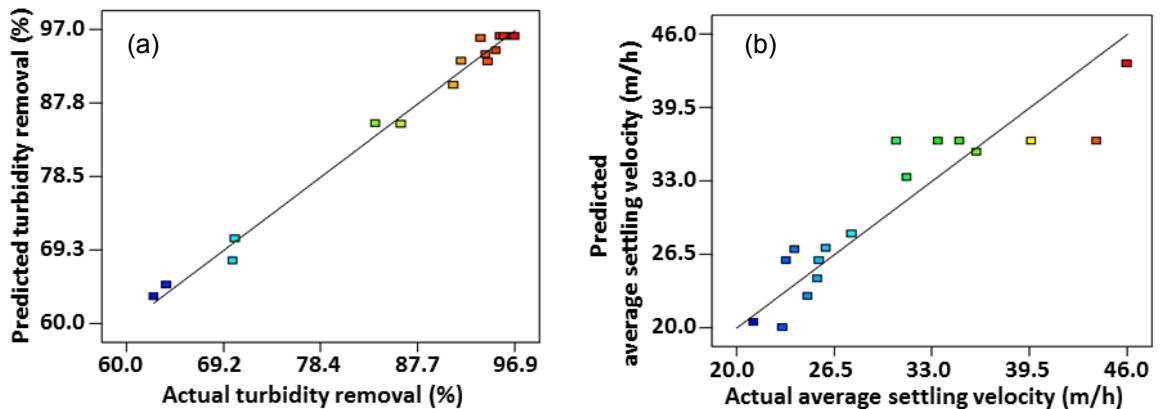 (a)
Predicted turbidity removal (%)
97.0
87.8
78.5
69.3
60.0
60.0 69.2 78.4 87.7 96.9
Actual turbidity removal (%)
(b)
Predicted
average settling velocity (m/h)
46.0
39.5
33.0
26.5
20.0
20.0 26.5 33.0 39.5 46.0
Actual average settling velocity (m/h)